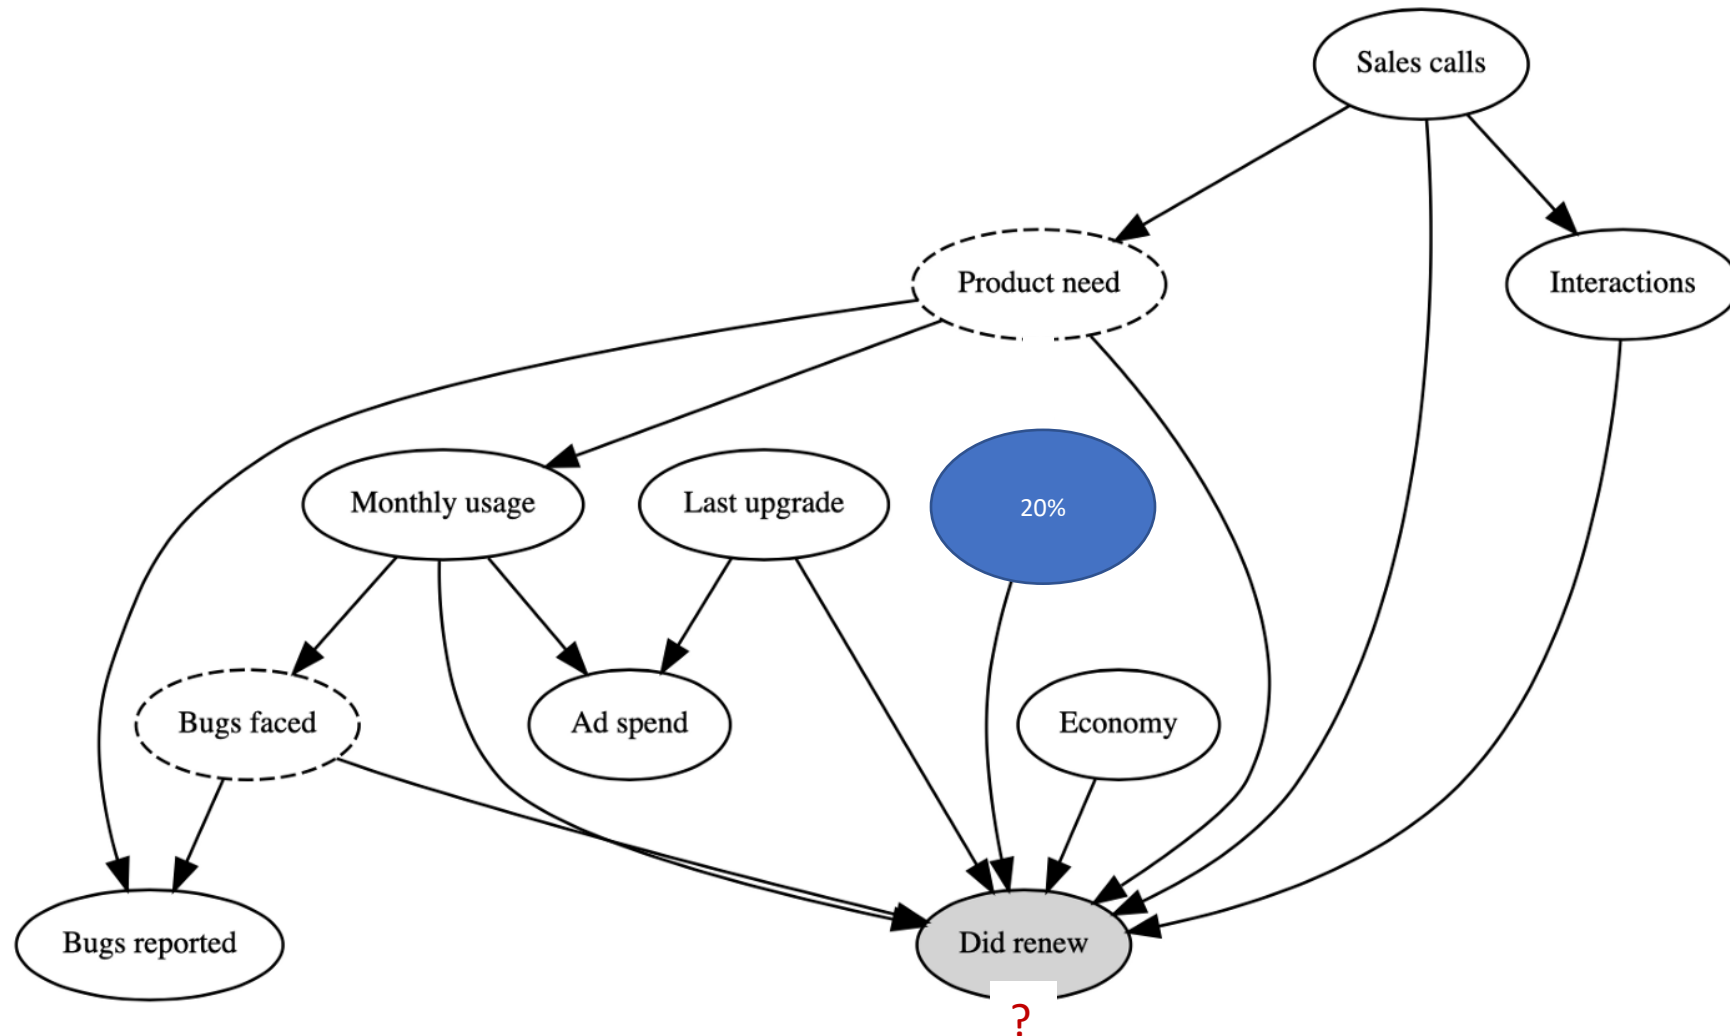 Sales calls
Product need
Interactions
Monthly usage
Last upgrade
20%
Bugs faced
Ad spend
Economy
Bugs reported
Did renew
?